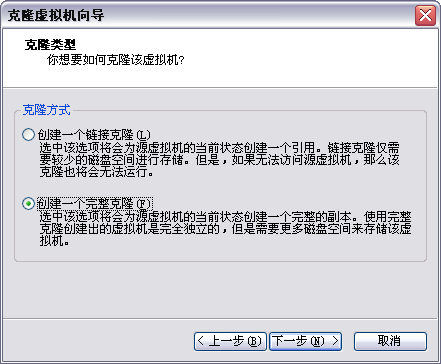 克隆虚拟机向导
克隆类型
你想要如何克隆该虚拟机?
克隆方式
创建一个链接克隆(L)
选中该选项将会为源虚拟机的当前状态创建一个引用。链接克隆仅需
要较少的磁盘空间进行存储。但是，如果无法访问源虚拟机，那么该
克隆也将会无法运行。
创建一个完整克隆(F)
选中该选项将会为源虚拟机的当前状态创建一个完整的副本。使用完整
克隆创建出的虚拟机是完全独立的，但是需要更多磁盘空间来存储该虚
拟机。
< 上一步(B) 下一步(N) > 取消